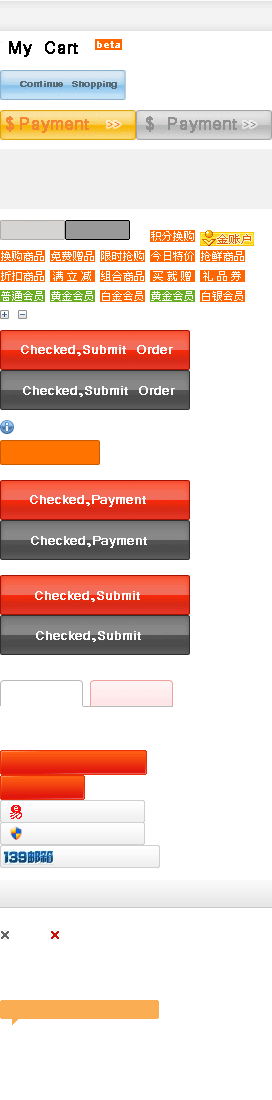 My Cart beta
Continue Shopping
$ Payment >>
$ Payment >>
积分换购 金账户
换购商品 免费赠品 限时抢购 今日特价 抢鲜商品
折扣商品 满立减 组合商品 买就赠 礼品券
普通会员 黄金会员 白金会员 黄金会员 白银会员
Checked,Submit Order
Checked,Submit Order
Checked,Payment
Checked,Payment
Checked,Submit
Checked,Submit
139邮箱